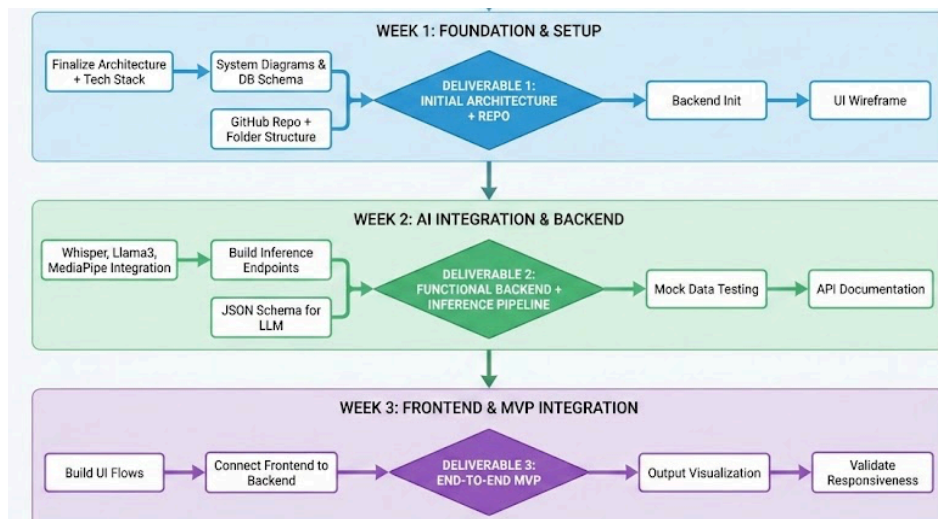 WEEK 1: FOUNDATION & SETUP
Finalize Architecture
+ Tech Stack
System Diagrams &
DB Schema
GitHub Repo +
Folder Structure
DELIVERABLE 1:
INITIAL ARCHITECTURE
+ REPO
Backend Init
UI Wireframe
WEEK 2: AI INTEGRATION & BACKEND
Whisper, Llama3,
MediaPipe Integration
Build Inference
Endpoints
JSON Schema for
LLM
DELIVERABLE 2:
FUNCTIONAL BACKEND +
INFERENCE PIPELINE
Mock Data Testing
API Documentation
WEEK 3: FRONTEND & MVP INTEGRATION
Build UI Flows
Connect Frontend to
Backend
DELIVERABLE 3:
END-TO-END MVP
Output Visualization
Validate
Responsiveness